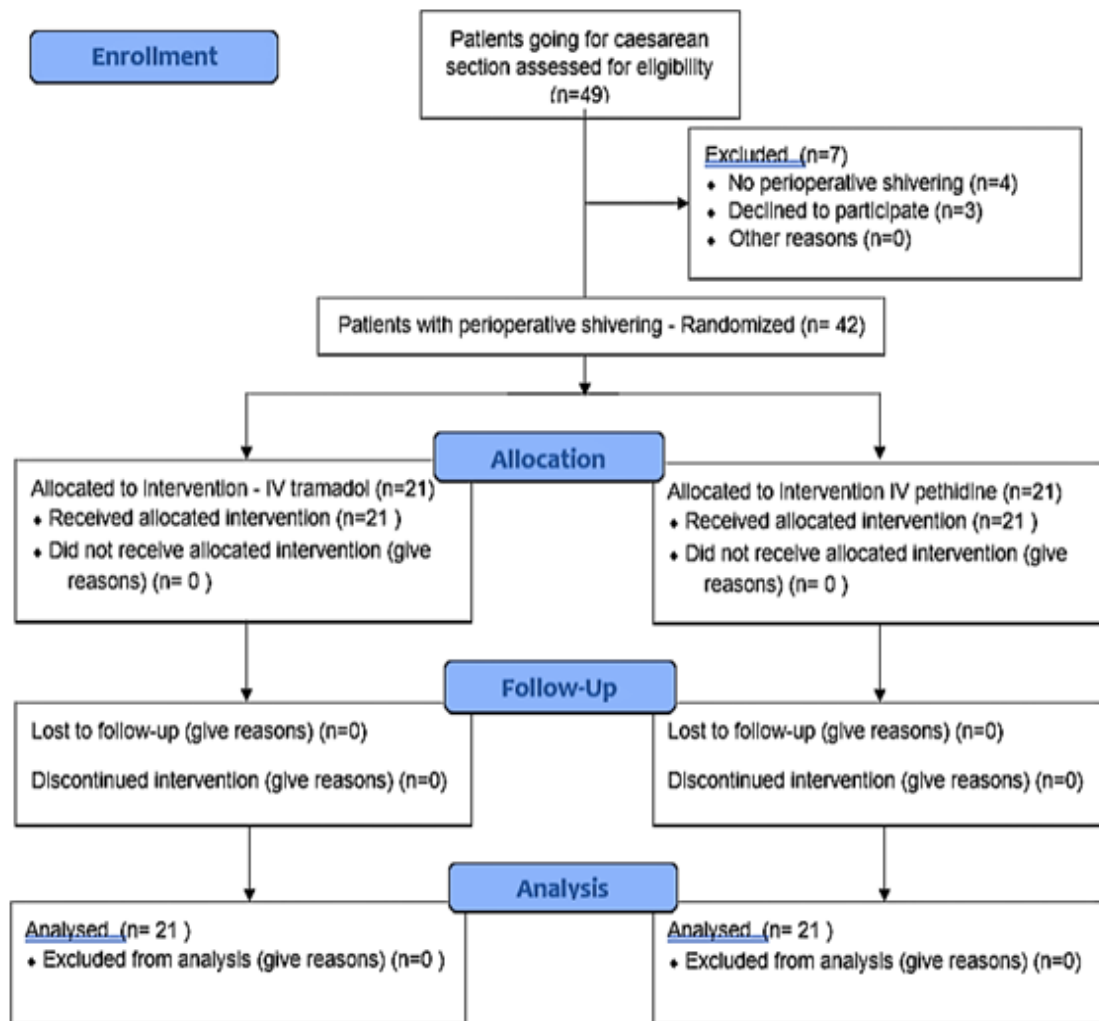 Enrollment
Patients going for caesarean
section assessed for eligibility
(n=49)
Excluded (n=7)
♦ No perioperative shivering (n=4)
♦ Declined to participate (n=3)
♦ Other reasons (n=0)
Patients with perioperative shivering - Randomized (n= 42)
Allocation
Allocated to intervention - IV tramadol (n=21)
♦ Received allocated intervention (n=21 )
♦ Did not receive allocated intervention (give
reasons) (n= 0 )
Allocated to intervention IV pethidine (n=21)
♦ Received allocated intervention (n=21 )
♦ Did not receive allocated intervention (give
reasons) (n= 0 )
Follow-Up
Lost to follow-up (give reasons) (n=0)
Discontinued intervention (give reasons) (n=0)
Lost to follow-up (give reasons) (n=0)
Discontinued intervention (give reasons) (n=0)
Analysis
Analysed (n= 21 )
♦ Excluded from analysis (give reasons) (n=0 )
Analysed (n= 21 )
♦ Excluded from analysis (give reasons) (n=0)